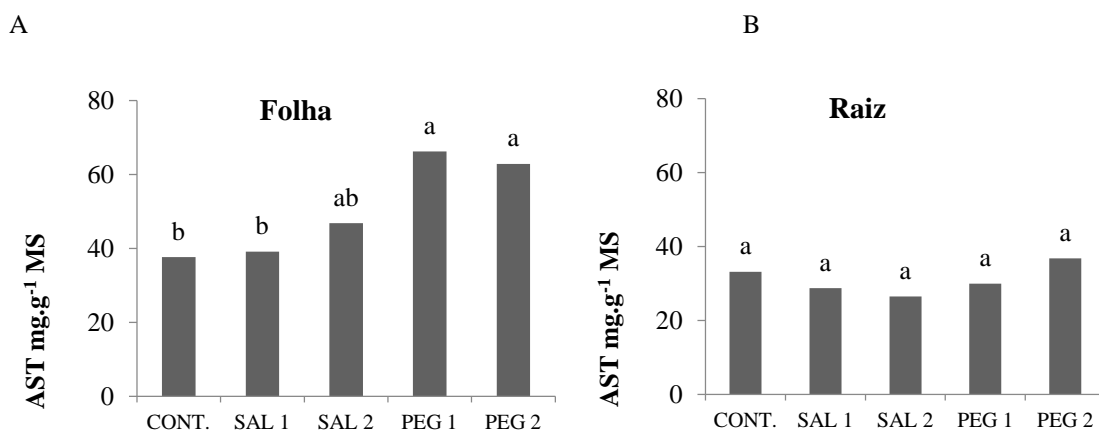 A
B
Folha
AST mg.g⁻¹ MS
80
60
40
20
0
b
b
ab
a
a
CONT.
SAL 1
SAL 2
PEG 1
PEG 2
Raiz
AST mg.g⁻¹ MS
80
60
40
20
0
a
a
a
a
a
CONT.
SAL 1
SAL 2
PEG 1
PEG 2